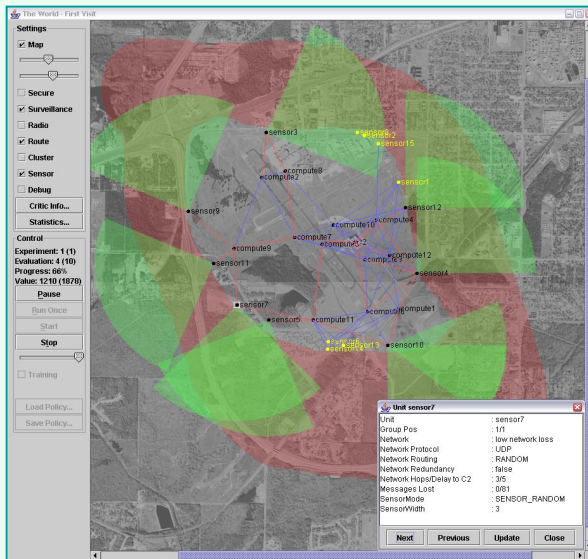 The World - First Visit
Settings
Map
Secure
Surveillance
Radio
Route
Cluster
Sensor
Debug
Critic Info...
Statistics...
Control
Experiment: 1 (1)
Evaluation: 4 (10)
Progress: 66%
Value: 1210 (1878)
Pause
Run Once
Start
Stop
Training
Load Policy...
Save Policy...
sensor3
sensor2
sensor15
compute8
compute2
sensor1
sensor9
sensor12
compute10
compute4
compute7
compute9
compute12
sensor11
sensor4
sensor7
compute1
sensor5
compute11
compute6
sensor13
sensor10
Unit sensor7
Unit : sensor7
Group Pos : 1/1
Network : low network loss
Network Protocol : UDP
Network Routing : RANDOM
Network Redundancy : false
Network Hops/Delay to C2 : 3/5
Messages Lost : 0/81
SensorMode : SENSOR_RANDOM
SensorWidth : 3
Next Previous Update Close